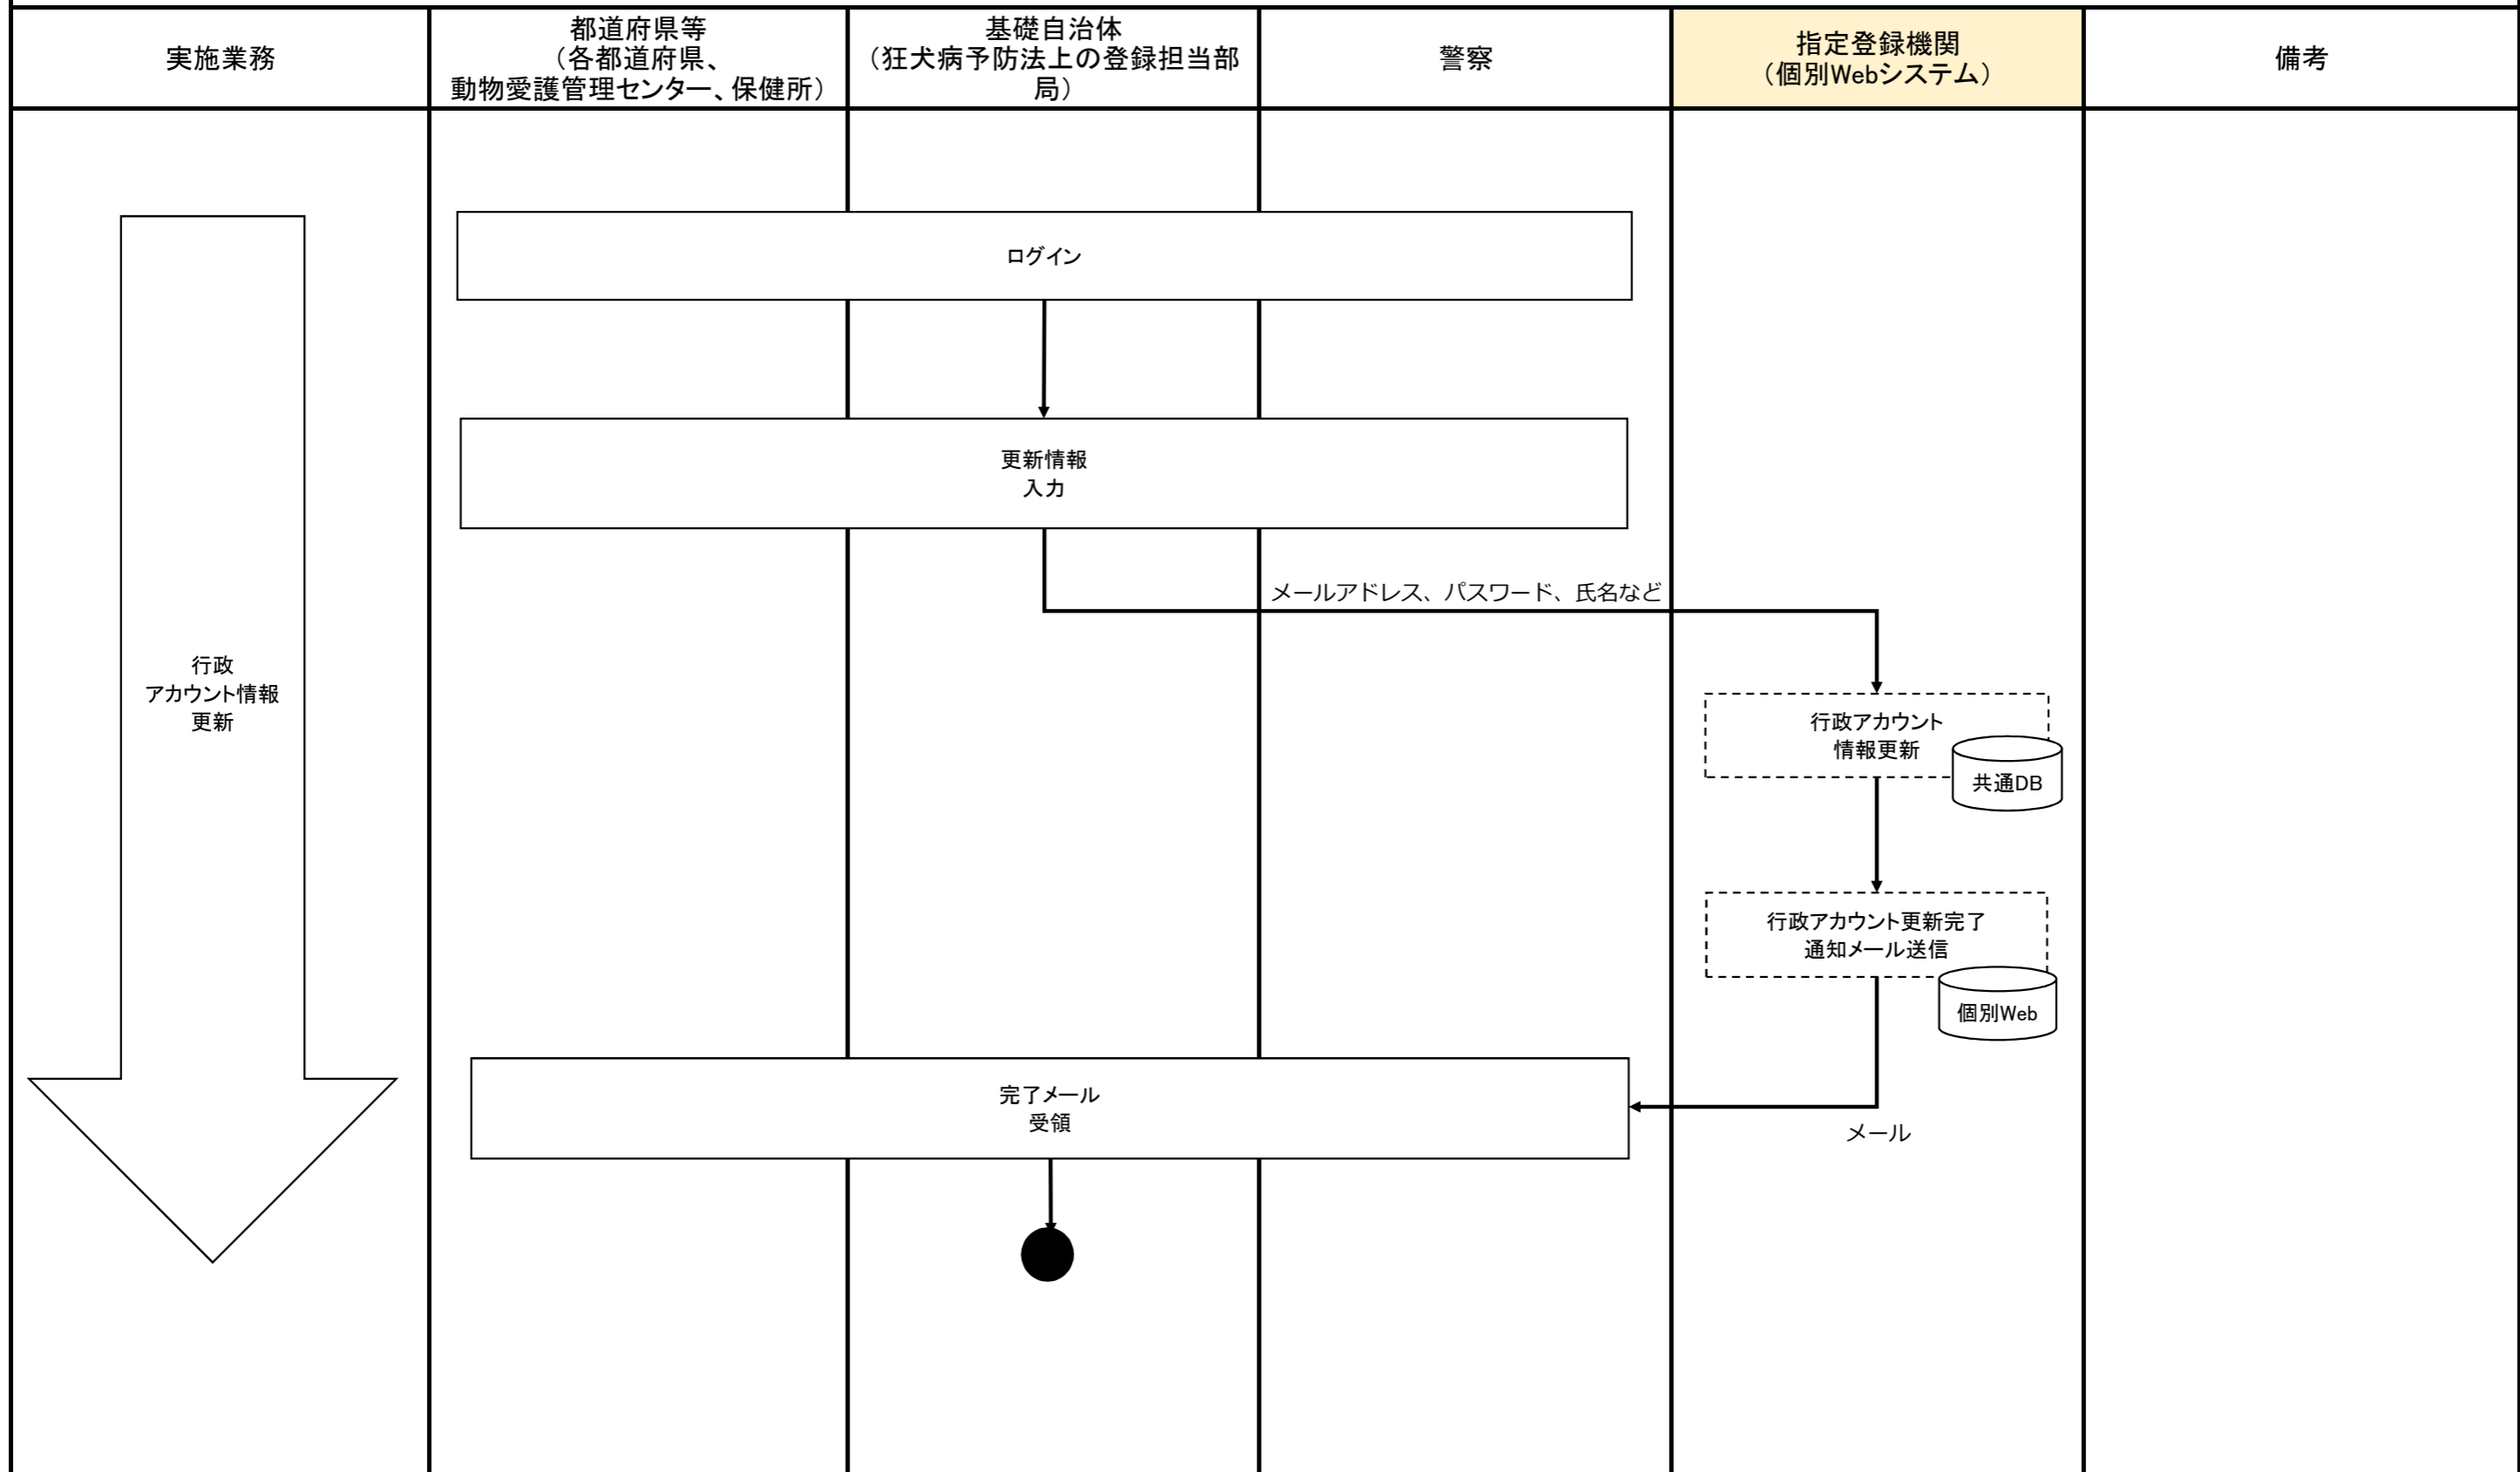 実施業務
都道府県等
（各都道府県、
動物愛護管理センター、保健所）
基礎自治体
（狂犬病予防法上の登録担当部
局）
警察
指定登録機関
（個別Webシステム）
備考
ログイン
更新情報
入力
メールアドレス、パスワード、氏名など
行政
アカウント情報
更新
行政アカウント
情報更新
共通DB
行政アカウント更新完了
通知メール送信
個別Web
完了メール
受領
メール